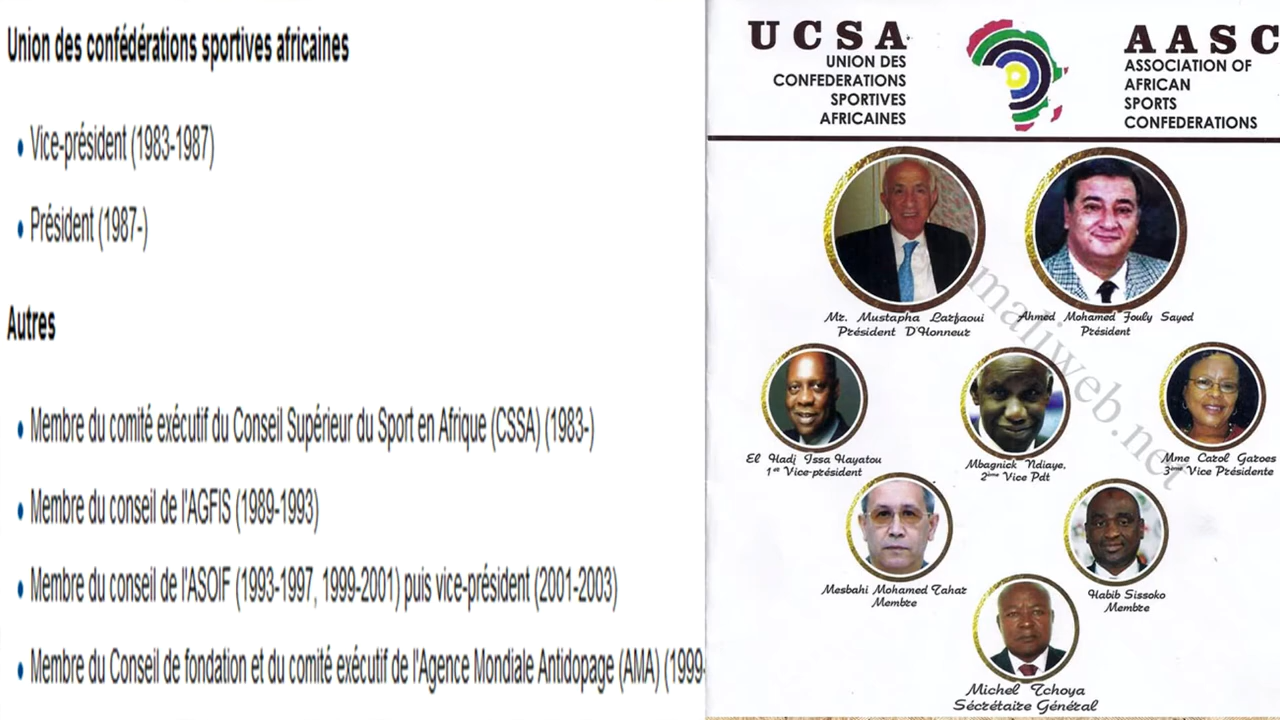 Union des confédérations sportives africaines
Vice-président (1983-1987)
Président (1987-)
Autres
Membre du comité exécutif du Conseil Supérieur du Sport en Afrique (CSSA) (1983-)
Membre du conseil de l'AGFIS (1989-1993)
Membre du conseil de l'ASOIF (1993-1997, 1999-2001) puis vice-président (2001-2003)
Membre du Conseil de fondation et du comité exécutif de l'Agence Mondiale Antidopage (AMA) (1999-
UCSA
UNION DES
CONFEDERATIONS
SPORTIVES
AFRICAINES
AASC
ASSOCIATION OF
AFRICAN
SPORTS
CONFEDERATIONS
Mr. Mustapha Larfaoui
Président D'Honneur
Ahmed Mohamed Fouly Sayed
Président
El Hadj Issa Hayatou
1er Vice-président
Mbagnick Ndiaye,
2ème Vice Pdt
Mme Carol Garoes
3ème Vice Présidente
Mesbahi Mohamed Tahar
Membre
Habib Sissoko
Membre
Michel Tchoya
Sécrétaire Général
maliweb.net